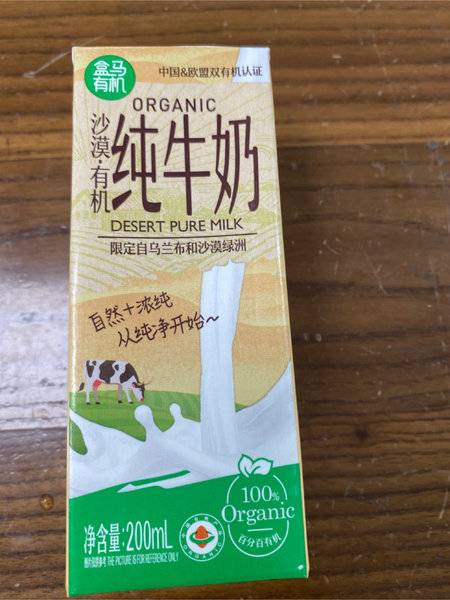 盒马
有机
中国&欧盟双有机认证
ORGANIC
沙漠·有机
纯牛奶
DESERT PURE MILK
限定自乌兰布和沙漠绿洲
自然+浓纯
从纯净开始~
100%
Organic
百分百有机
净含量:200mL
图片仅供参考 THE PICTURE IS FOR REFERENCE ONLY
ORGANIC